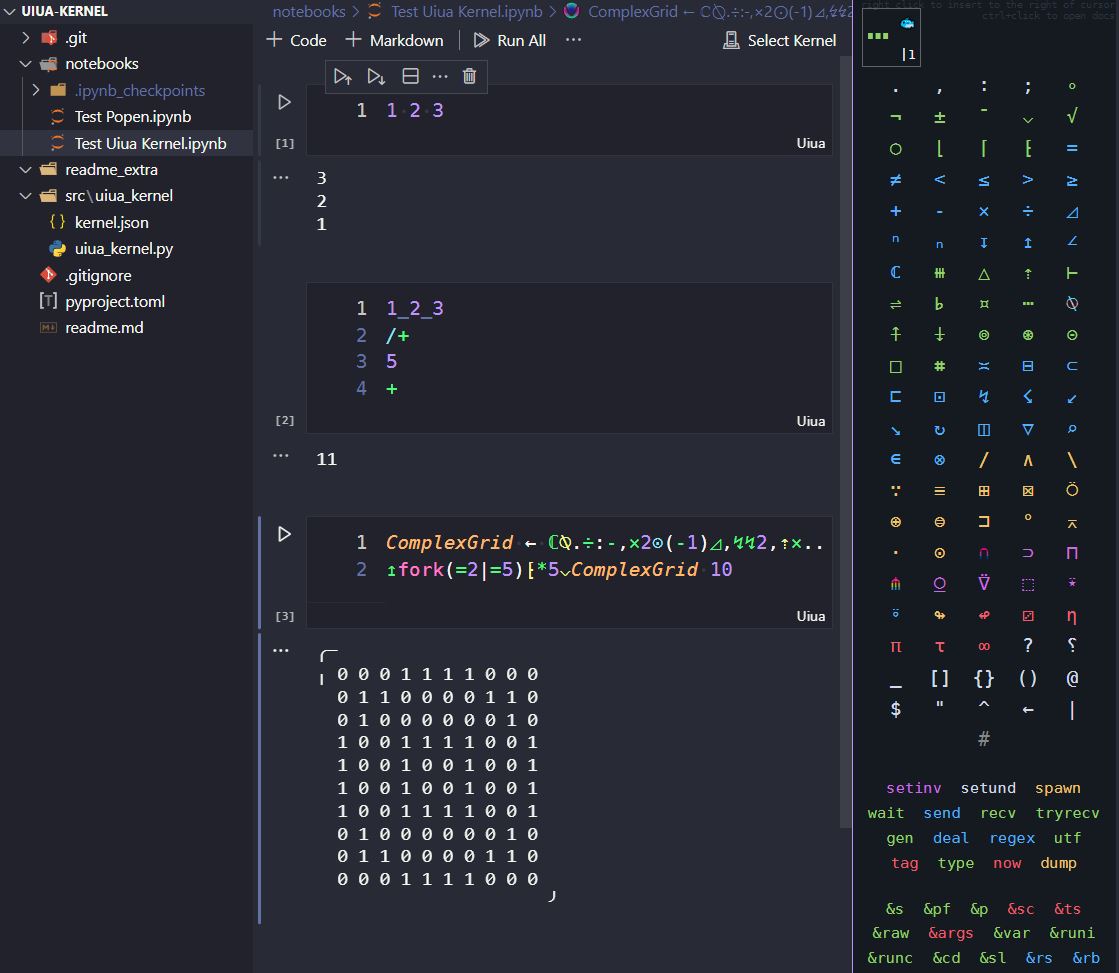 UIUA-KERNEL
.git
notebooks
.ipynb_checkpoints
Test Popen.ipynb
Test Uiua Kernel.ipynb
readme_extra
src\uiua_kernel
kernel.json
uiua_kernel.py
.gitignore
pyproject.toml
readme.md
notebooks > Test Uiua Kernel.ipynb > ComplexGrid ← ℂ⍉.÷:-,×2⊙(-1)⊿,↯↯2
+ Code + Markdown Run All ··· Select Kernel
1 1 2 3
[1] Uiua
3
2
1
1 1_2_3
2 /+
3 5
4 +
[2] Uiua
11
1 ComplexGrid ← ℂ⍉.÷:-,×2⊙(-1)⊿,↯↯2,⇡×..
2 ↥fork(=2|=5)⁅*5⌵ComplexGrid 10
[3] Uiua
0 0 0 1 1 1 1 0 0 0
0 1 1 0 0 0 0 1 1 0
0 1 0 0 0 0 0 0 1 0
1 0 0 1 1 1 1 0 0 1
1 0 0 1 0 0 1 0 0 1
1 0 0 1 0 0 1 0 0 1
1 0 0 1 1 1 1 0 0 1
0 1 0 0 0 0 0 0 1 0
0 1 1 0 0 0 0 1 1 0
0 0 0 1 1 1 1 0 0 0
right click to insert to the right of cursor
ctrl+click to open docs
|1
. , : ; ∘
¬ ± ¯ ⌵ √
○ ⌊ ⌈ ⁅ =
≠ < ≤ > ≥
+ - × ÷ ⊿
ⁿ ₙ ↧ ↥ ∠
ℂ ⧻ △ ⇡ ⊢
⇌ ♭ ¤ ⋯ ⍉
⍏ ⍖ ⊚ ⊛ ⊝
□ ⋕ ≍ ⊟ ⊂
⊏ ⊡ ↯ ☇ ↙
↘ ↻ ◫ ▽ ⌕
∊ ⊗ / ∧ \
∵ ≡ ⊞ ⊠ ⍥
⊕ ⊜ ⊐ ° ⌅
· ⊙ ∩ ⊃ ⊓
⋔ ⍜ ⍢ ⬚ ⍣
⍤ ↬ ↫ ⚂ η
π τ ∞ ? ⸮
_ [] {} () @
$ " ^ ← |
#
setinv setund spawn
wait send recv tryrecv
gen deal regex utf
tag type now dump
&s &pf &p &sc &ts
&raw &args &var &runi
&runc &cd &sl &rs &rb